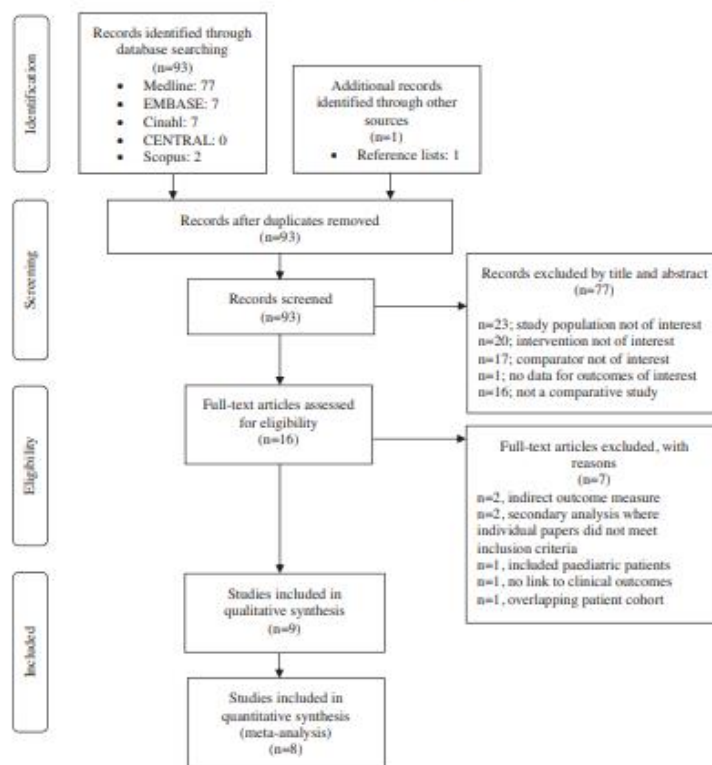 Identification
Records identified through
database searching
(n=93)
• Medline: 77
• EMBASE: 7
• Cinahl: 7
• CENTRAL: 0
• Scopus: 2
Additional records
identified through other
sources
(n=1)
• Reference lists: 1
Screening
Records after duplicates removed
(n=93)
Records screened
(n=93)
Records excluded by title and abstract
(n=77)
n=23; study population not of interest
n=20; intervention not of interest
n=17; comparator not of interest
n=1; no data for outcomes of interest
n=16; not a comparative study
Eligibility
Full-text articles assessed
for eligibility
(n=16)
Full-text articles excluded, with
reasons
(n=7)
n=2, indirect outcome measure
n=2, secondary analysis where
individual papers did not meet
inclusion criteria
n=1, included paediatric patients
n=1, no link to clinical outcomes
n=1, overlapping patient cohort
Included
Studies included in
qualitative synthesis
(n=9)
Studies included in
quantitative synthesis
(meta-analysis)
(n=8)